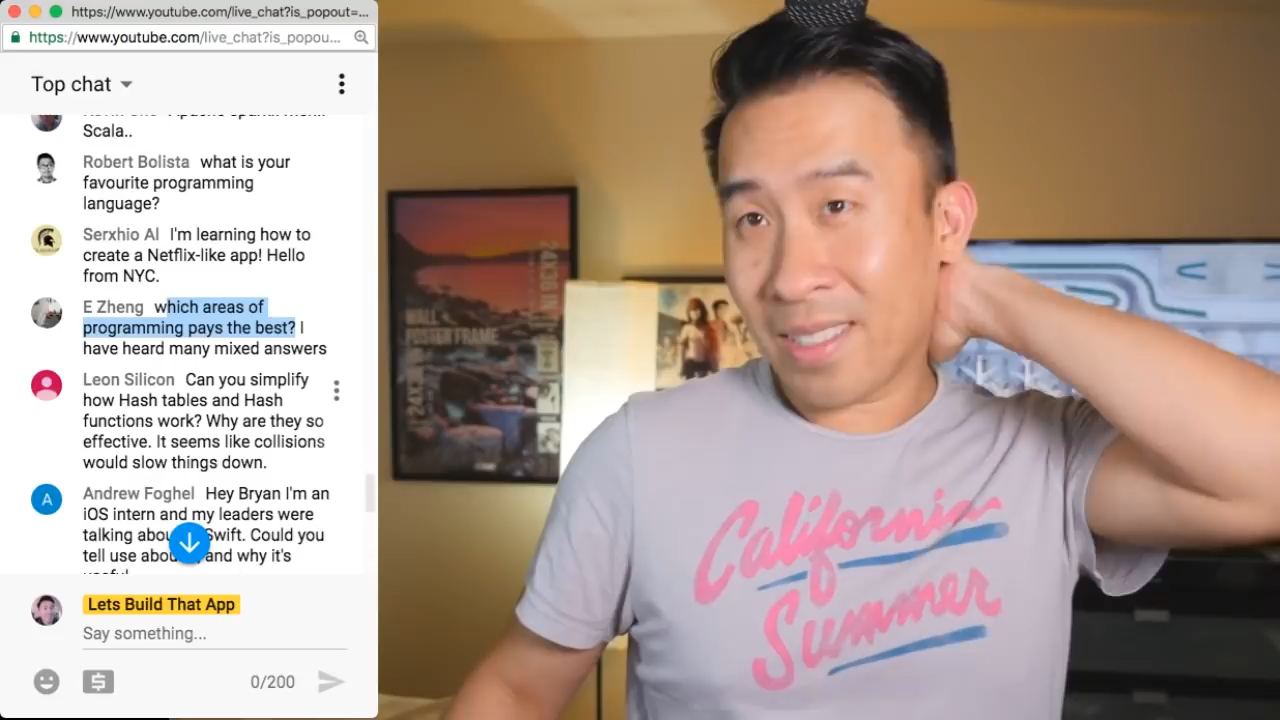 https://www.youtube.com/live_chat?is_popout=...
https://www.youtube.com/live_chat?is_popou...
Top chat
Scala..
Robert Bolista what is your
favourite programming
language?
Serxhio Al I'm learning how to
create a Netflix-like app! Hello
from NYC.
E Zheng which areas of
programming pays the best? I
have heard many mixed answers
Leon Silicon Can you simplify
how Hash tables and Hash
functions work? Why are they so
effective. It seems like collisions
would slow things down.
A
Andrew Foghel Hey Bryan I'm an
iOS intern and my leaders were
talking Swift. Could you
tell use and why it's
Lets Build That App
Say something...
0/200
24X36 IN
WALL
POSTER FRAME
24X36
California
Summer